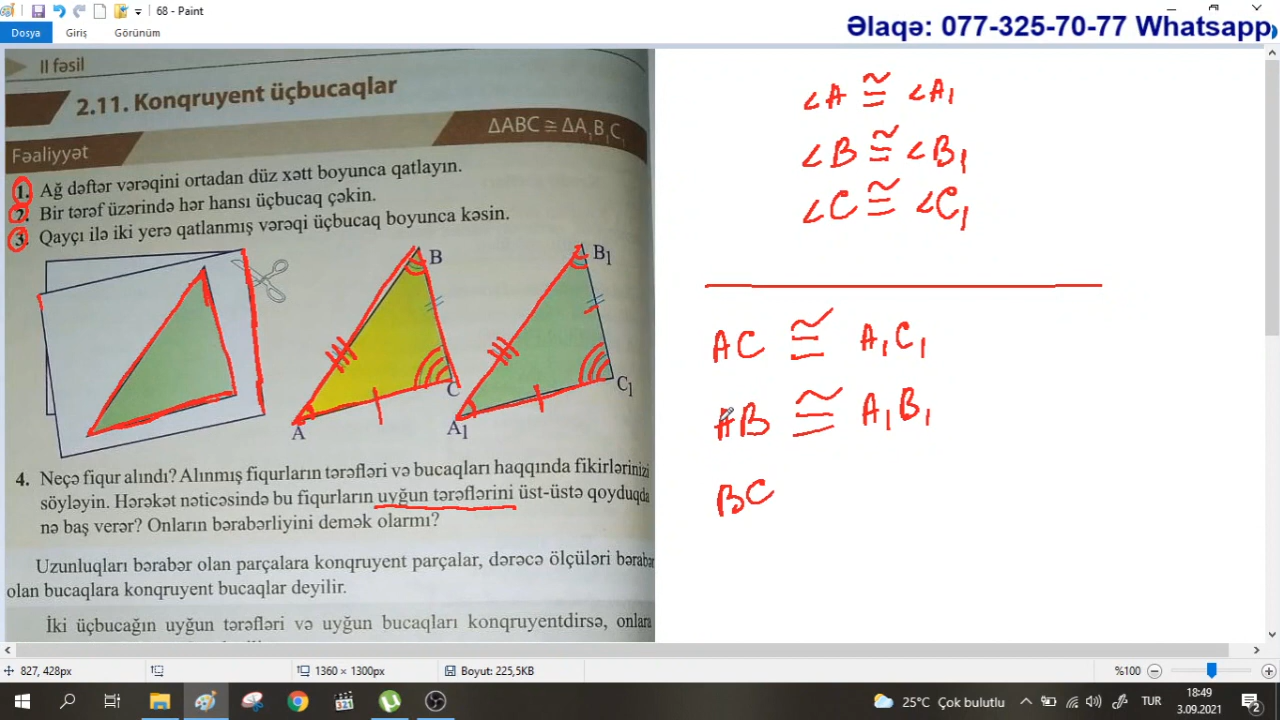 68 - Paint
Əlaqə: 077-325-70-77 Whatsapp
Dosya Giriş Görünüm
II fəsil
2.11. Konqruyent üçbucaqlar
ΔABC ≅ ΔA₁B₁C₁
Fəaliyyət
1. Ağ dəftər vərəqini ortadan düz xətt boyunca qatlayın.
2. Bir tərəf üzərində hər hansı üçbucaq çəkin.
3. Qayçı ilə iki yerə qatlanmış vərəqi üçbucaq boyunca kəsin.
B B₁
C C₁
A A₁
4. Neçə fiqur alındı? Alınmış fiqurların tərəfləri və bucaqları haqqında fikirlərinizi
söyləyin. Hərəkət nəticəsində bu fiqurların uyğun tərəflərini üst-üstə qoyduqda
nə baş verər? Onların bərabərliyini demək olarmı?
Uzunluqları bərabər olan parçalara konqruyent parçalar, dərəcə ölçüləri bərabər
olan bucaqlara konqruyent bucaqlar deyilir.
İki üçbucağın uyğun tərəfləri və uyğun bucaqları konqruyentdirsə, onlara
∠A ≅ ∠A₁
∠B ≅ ∠B₁
∠C ≅ ∠C₁
AC ≅ A₁C₁
AB ≅ A₁B₁
BC
827, 428px 1360 × 1300px Boyut: 225,5KB %100
25°C Çok bulutlu TUR 18:49
3.09.2021 2